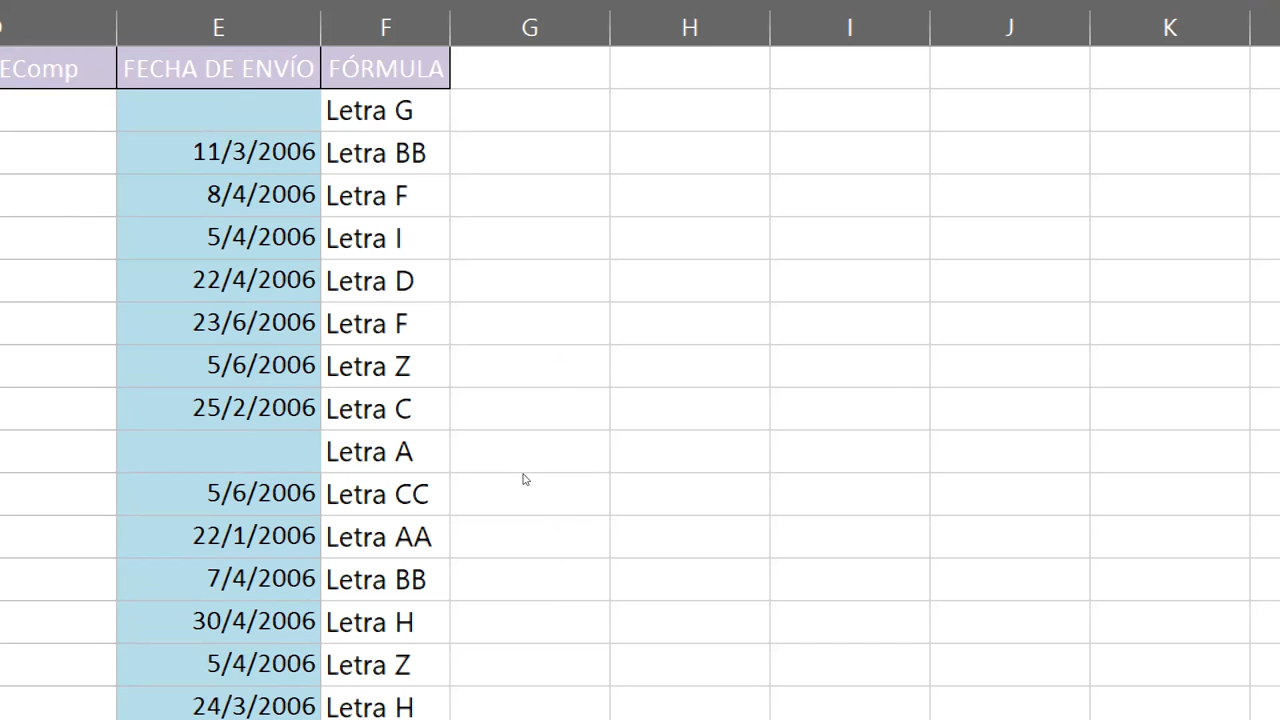 E F G H I J K
EComp FECHA DE ENVÍO FÓRMULA
Letra G
11/3/2006 Letra BB
8/4/2006 Letra F
5/4/2006 Letra I
22/4/2006 Letra D
23/6/2006 Letra F
5/6/2006 Letra Z
25/2/2006 Letra C
Letra A
5/6/2006 Letra CC
22/1/2006 Letra AA
7/4/2006 Letra BB
30/4/2006 Letra H
5/4/2006 Letra Z
24/3/2006 Letra H